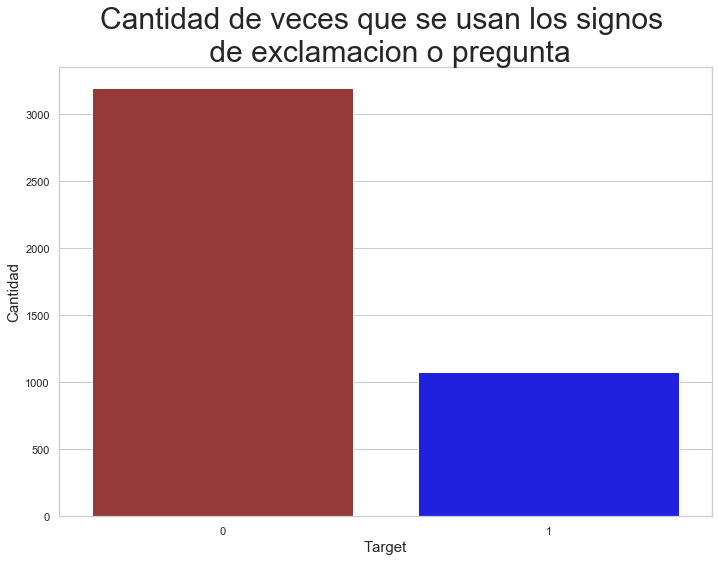 Cantidad de veces que se usan los signos
de exclamacion o pregunta
3000
2500
2000
1500
1000
500
0
Cantidad
0 1
Target